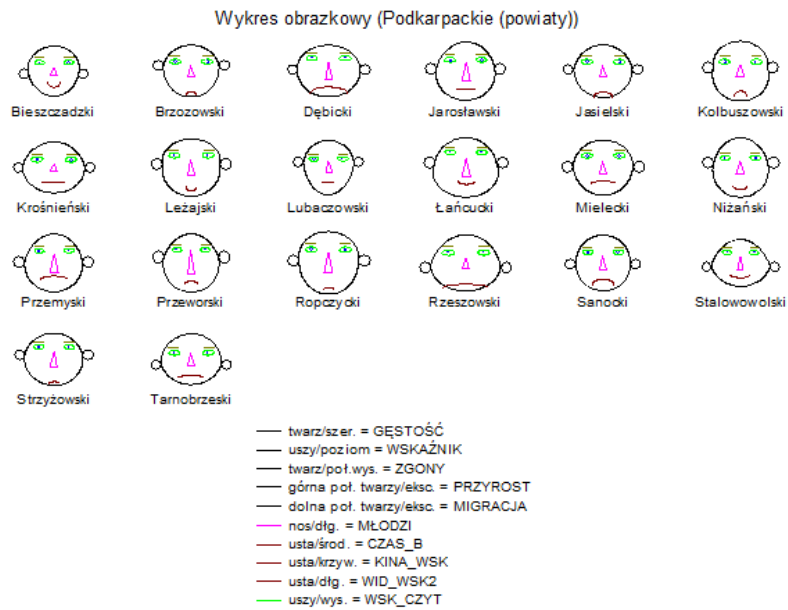 Wykres obrazkowy (Podkarpackie (powiaty))
Bieszczadzki Brzozowski Dębicki Jarosławski Jasielski Kolbuszowski
Krośnieński Leżajski Lubaczowski Łańcucki Mielecki Niżański
Przemyski Przeworski Ropczycki Rzeszowski Sanocki Stalowowolski
Strzyżowski Tarnobrzeski
twarz/szer. = GĘSTOŚĆ
uszy/poziom = WSKAŹNIK
twarz/poł.wys. = ZGONY
górna poł. twarzy/eksc. = PRZYROST
dolna poł. twarzy/eksc. = MIGRACJA
nos/dłg. = MŁODZI
usta/środ. = CZAS_B
usta/krzyw. = KINA_WSK
usta/dłg. = WID_WSK2
uszy/wys. = WSK_CZYT